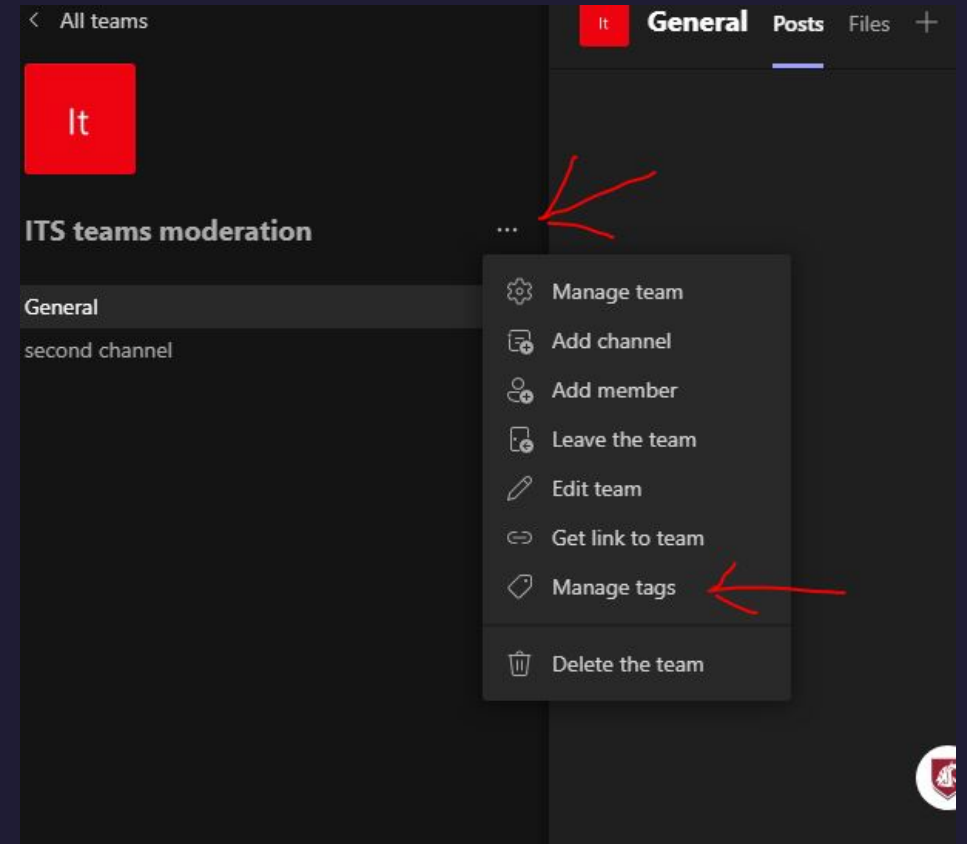 All teams
It
General Posts Files
It
ITS teams moderation
General
second channel
Manage team
Add channel
Add member
Leave the team
Edit team
Get link to team
Manage tags
Delete the team